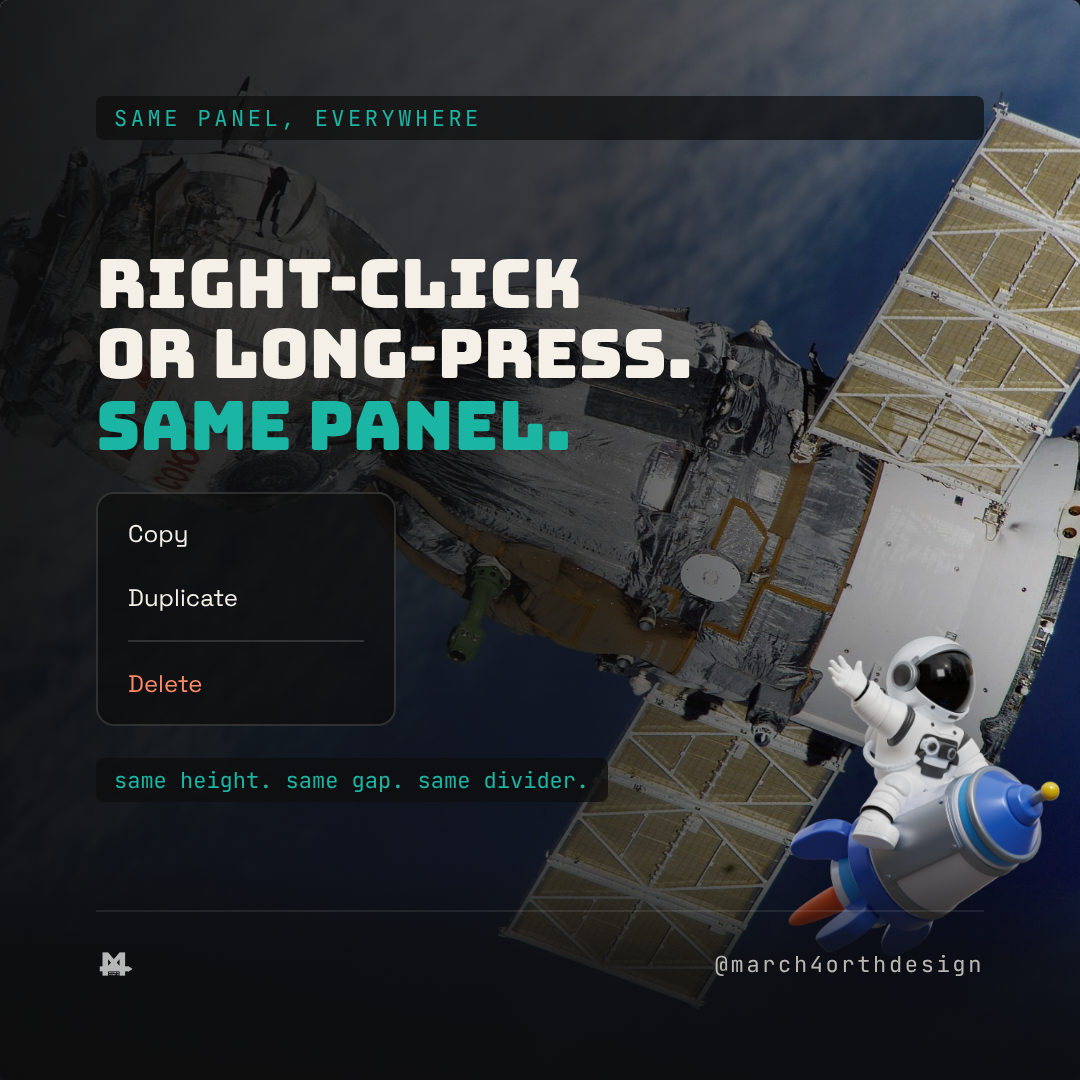 SAME PANEL, EVERYWHERE
RIGHT-CLICK
OR LONG-PRESS.
SAME PANEL.
Copy
Duplicate
Delete
same height. same gap. same divider.
@march4orthdesign